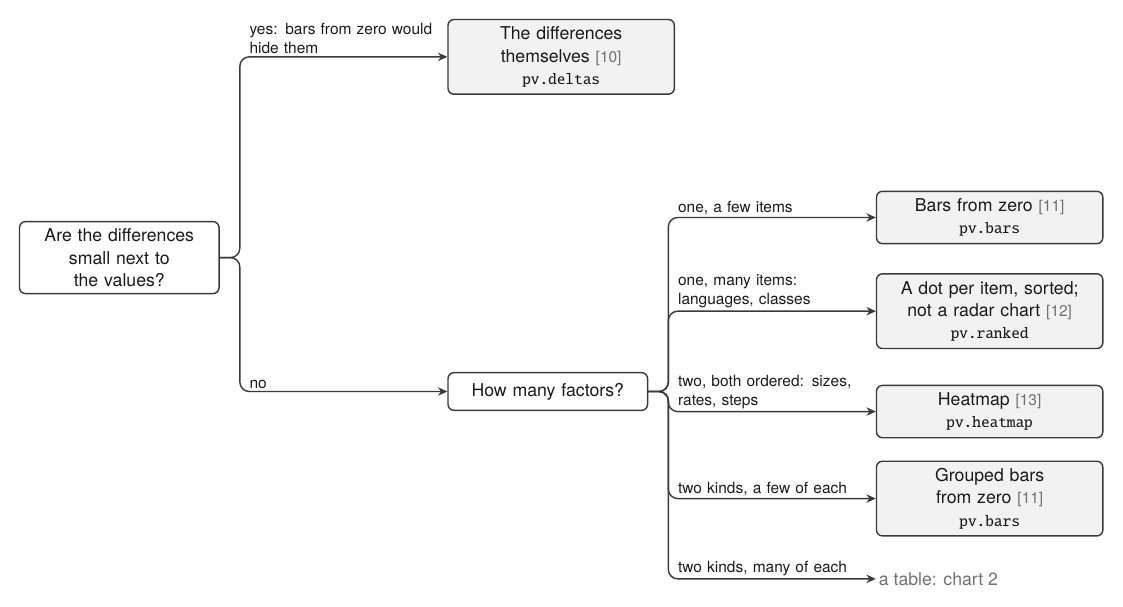 yes: bars from zero would
hide them
The differences
themselves [10]
pv.deltas
Are the differences
small next to
the values?
no
How many factors?
one, a few items
Bars from zero [11]
pv.bars
one, many items:
languages, classes
A dot per item, sorted;
not a radar chart [12]
pv.ranked
two, both ordered: sizes,
rates, steps
Heatmap [13]
pv.heatmap
two kinds, a few of each
Grouped bars
from zero [11]
pv.bars
two kinds, many of each
a table: chart 2